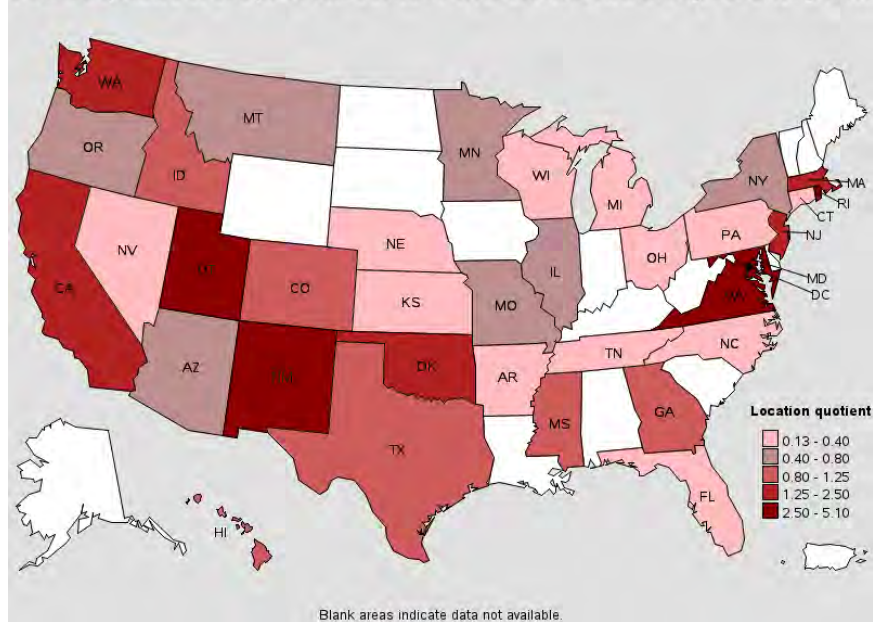 WA
MT
MN
OR
ID
WI
MI
NY
MA
RI
CT
NJ
PA
OH
NE
NV
UT
CO
CA
KS
MO
IL
MD
DC
VA
TN
NC
AZ
NM
OK
AR
MS
GA
TX
FL
HI
Location quotient
0.13 - 0.40
0.40 - 0.80
0.80 - 1.25
1.25 - 2.50
2.50 - 5.10
Blank areas indicate data not available.